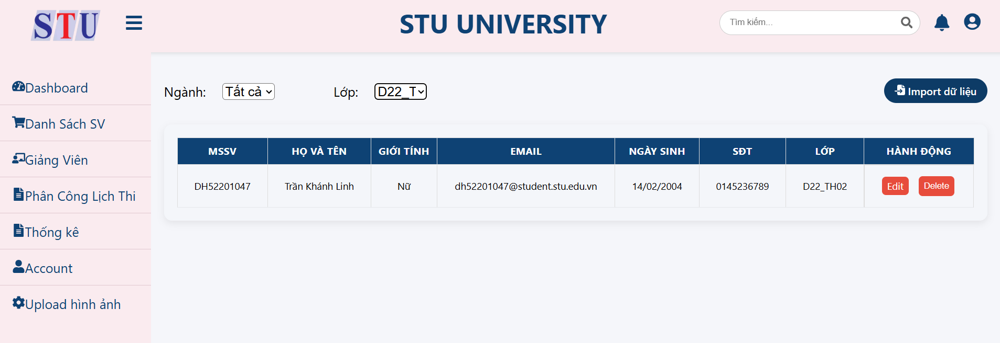 STU
STU UNIVERSITY
Tìm kiếm...
Dashboard
Danh Sách SV
Giảng Viên
Phân Công Lịch Thi
Thống kê
Account
Upload hình ảnh
Ngành: Tất cả Lớp: D22_T Import dữ liệu
MSSV HỌ VÀ TÊN GIỚI TÍNH EMAIL NGÀY SINH SĐT LỚP HÀNH ĐỘNG
DH52201047 Trần Khánh Linh Nữ dh52201047@student.stu.edu.vn 14/02/2004 0145236789 D22_TH02 Edit Delete